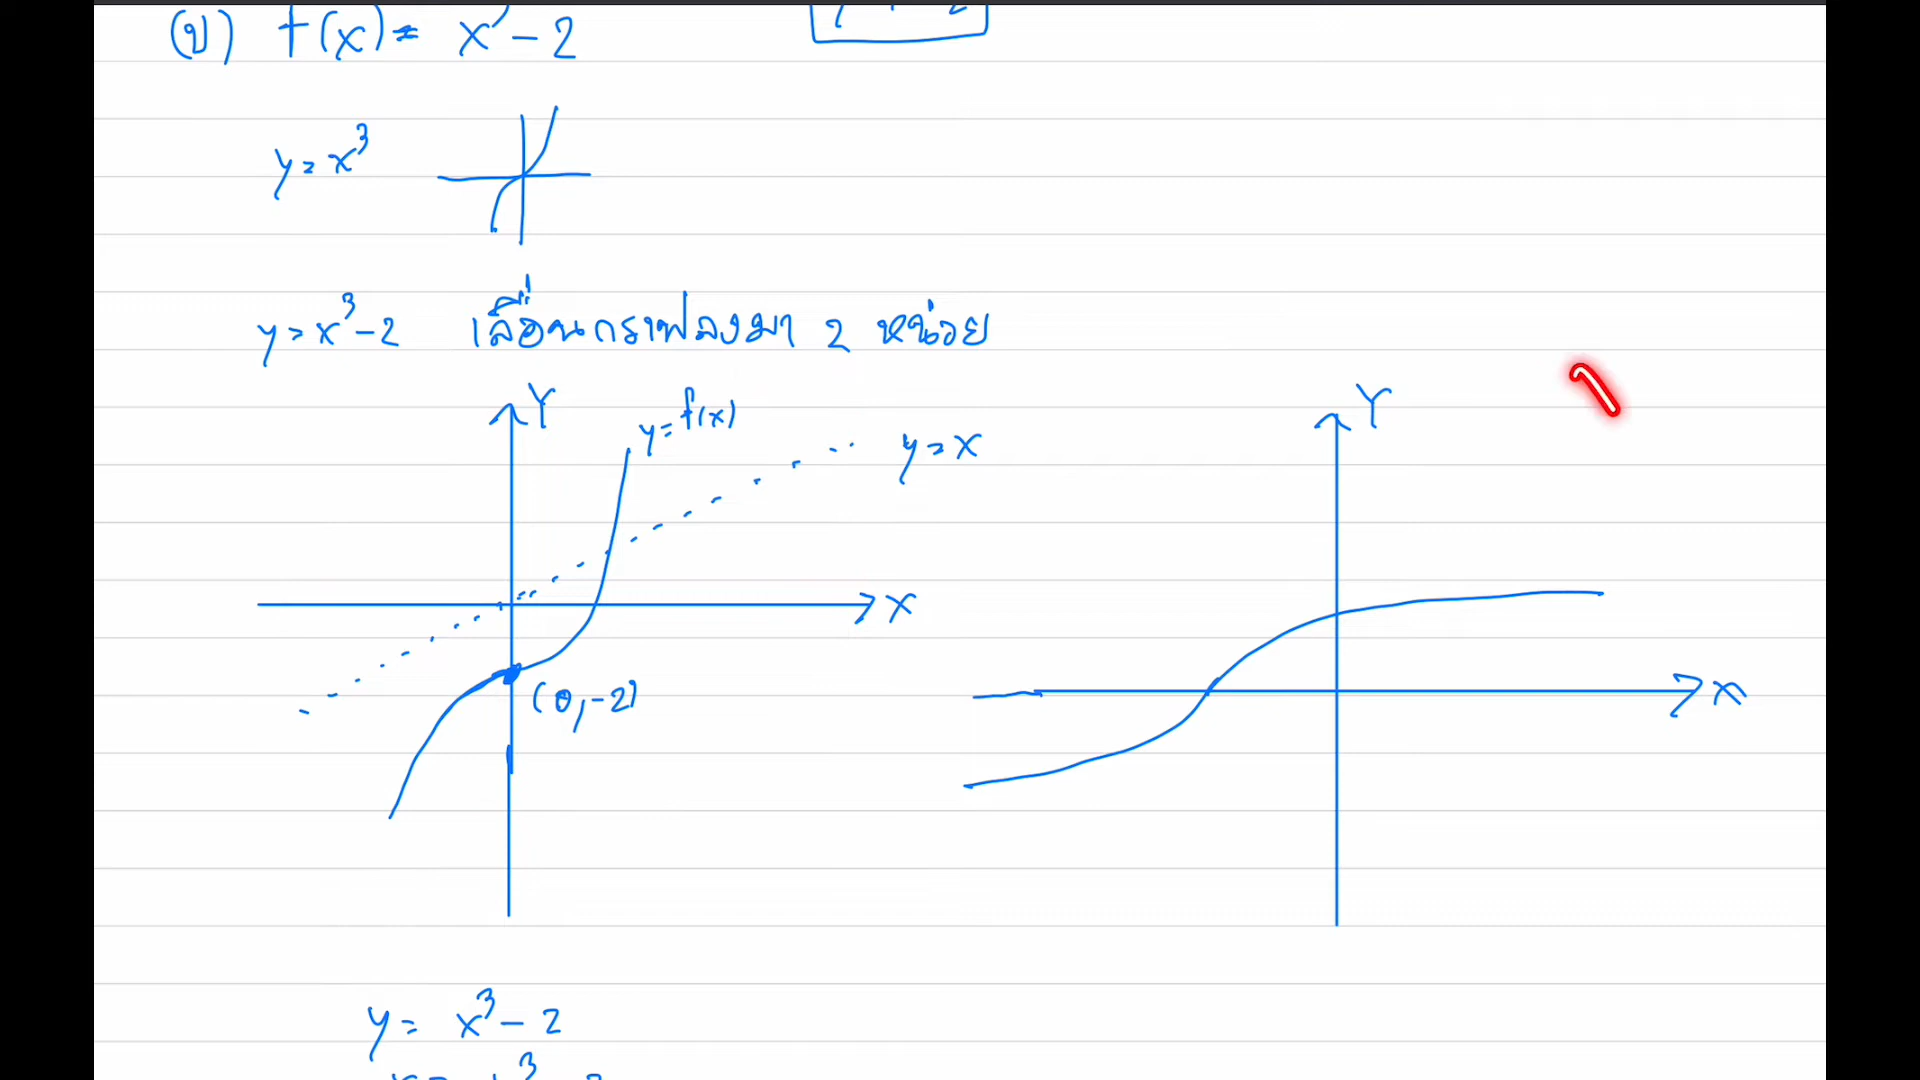 (ข) f(x) = x³ - 2
y = x³
y = x³ - 2 เลื่อนกราฟลงมา 2 หน่วย
Y
y = f(x)
y = x
X
(0, -2)
Y
X
y = x³ - 2